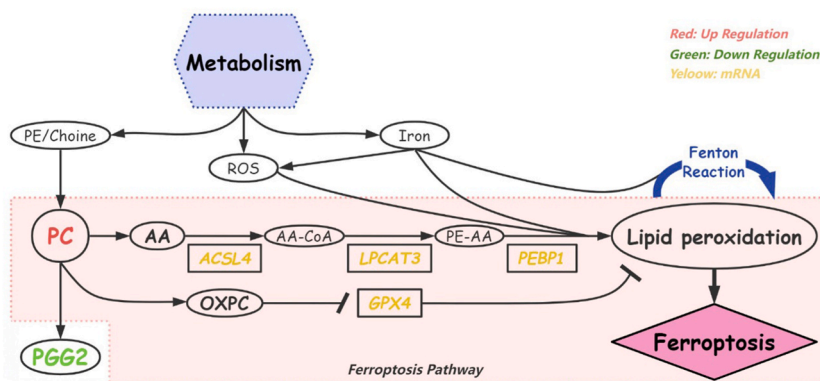 Red: Up Regulation
Green: Down Regulation
Yeloow: mRNA
Metabolism
PE/Choine
Iron
ROS
Fenton
Reaction
PC
AA
AA-CoA
PE-AA
Lipid peroxidation
ACSL4
LPCAT3
PEBP1
OXPC
GPX4
PGG2
Ferroptosis
Ferroptosis Pathway